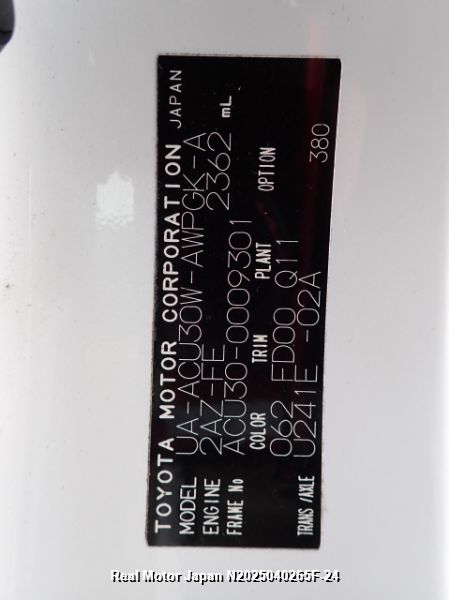 TOYOTA MOTOR CORPORATION JAPAN
MODEL UA-ACU30W-AWPGK-A
ENGINE 2AZ-FE 2362 mL
FRAME No ACU30-0009301
COLOR TRIM PLANT OPTION
062 FD00 Q11
TRANS/AXLE U241E -02A 380
Real Motor Japan N2025040265F-24